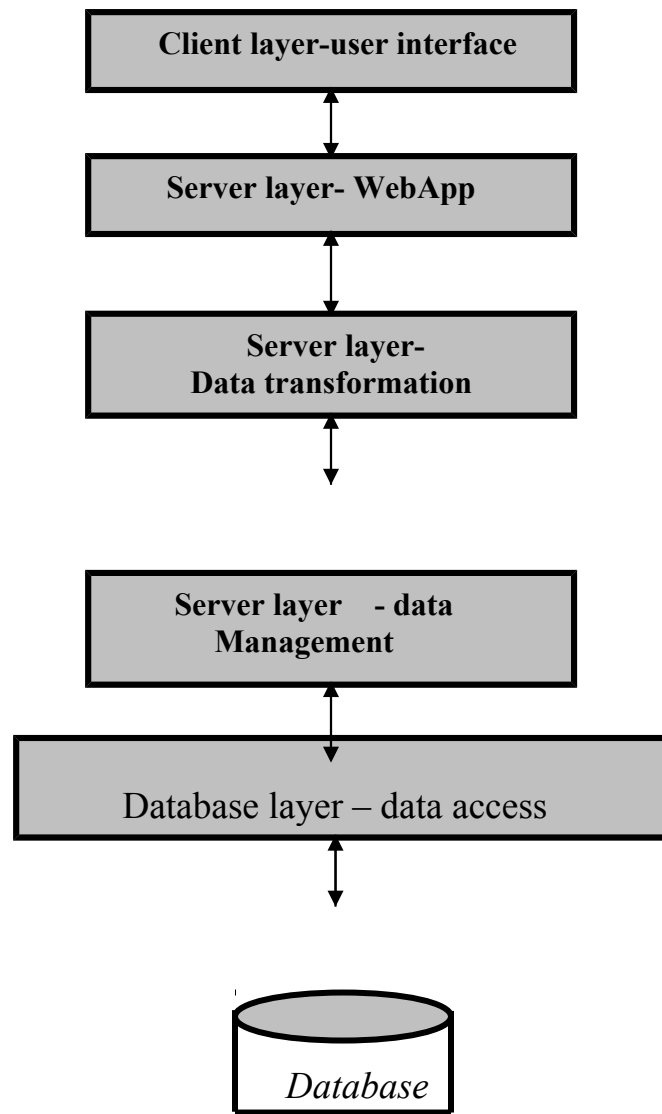 Client layer-user interface
Server layer- WebApp
Server layer-
Data transformation
Server layer - data
Management
Database layer – data access
Database